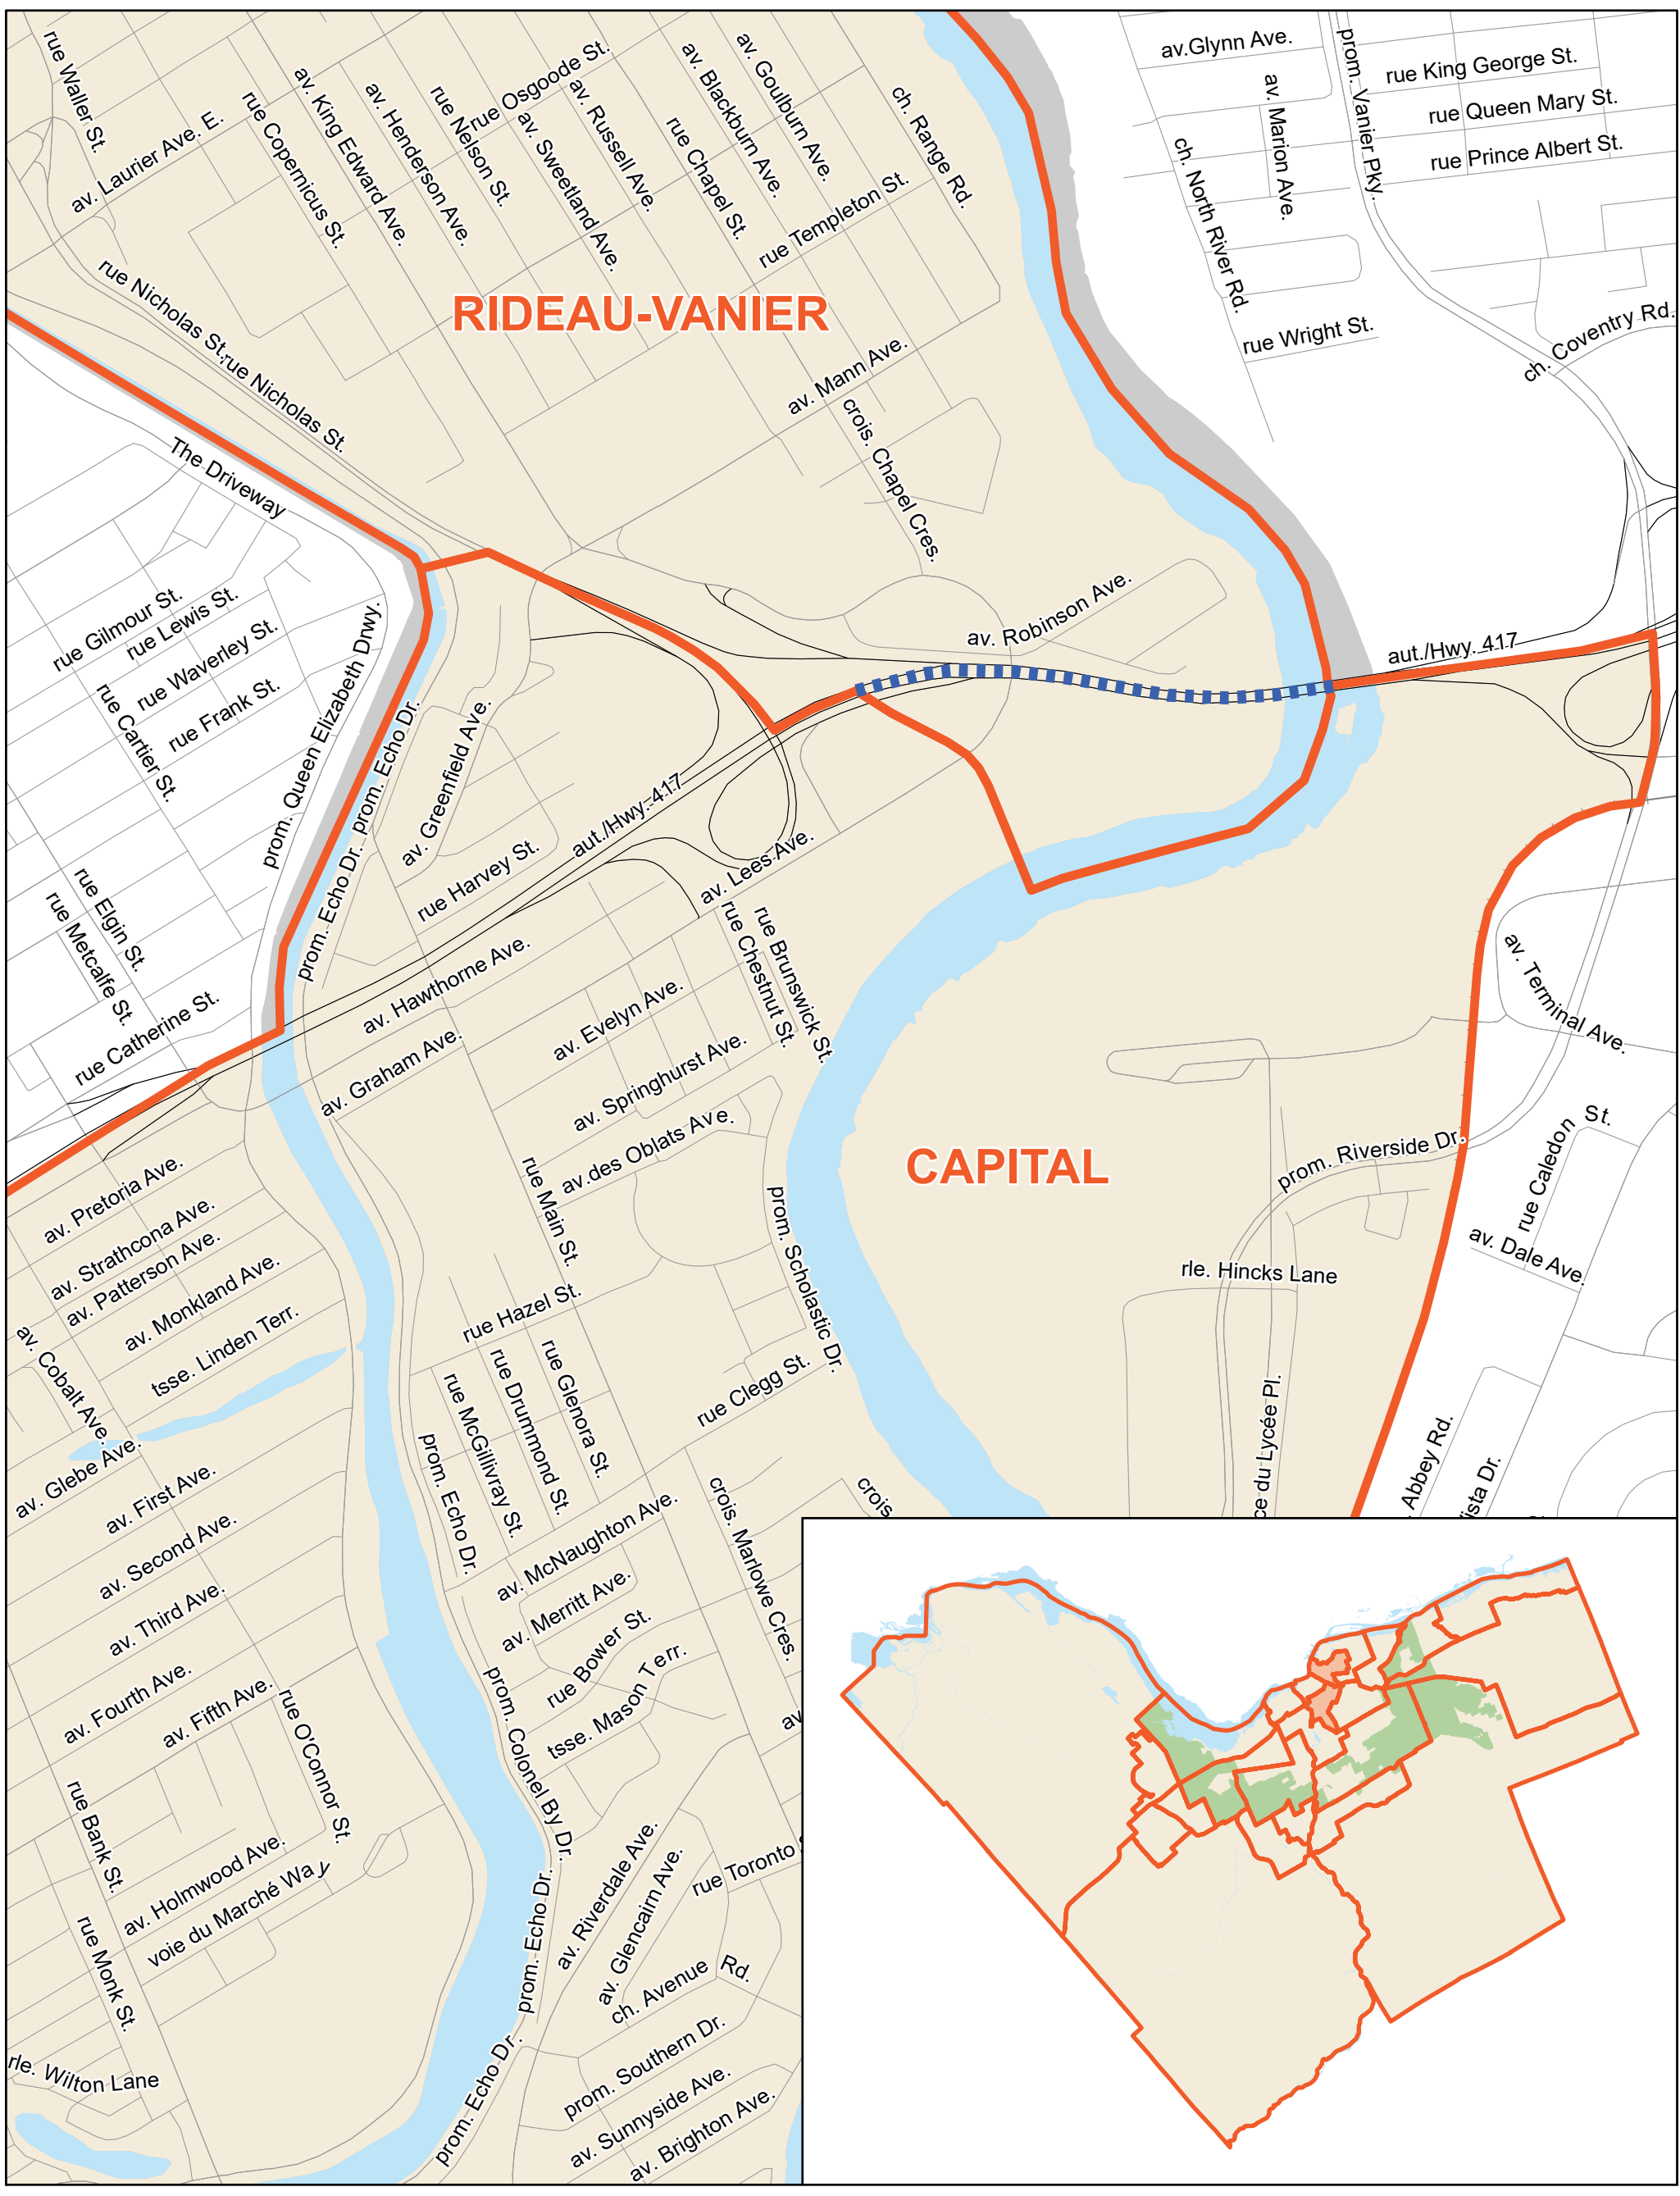 rue Waller St.
av. Laurier Ave. E.
rue Copernicus St.
av. King Edward Ave.
av. Henderson Ave.
rue Nelson St.
rue Osgoode St.
av. Sweetland Ave.
av. Russell Ave.
rue Chapel St.
av. Blackburn Ave.
av. Goulburn Ave.
ch. Range Rd.
rue Templeton St.
av.Glynn Ave.
av. Marion Ave.
prom. Vanier Pky.
rue King George St.
rue Queen Mary St.
rue Prince Albert St.
ch. North River Rd.
rue Wright St.
ch. Coventry Rd.
rue Nicholas St.
rue Nicholas St.
RIDEAU-VANIER
av. Mann Ave.
crois. Chapel Cres.
The Driveway
rue Gilmour St.
rue Lewis St.
rue Waverley St.
rue Frank St.
rue Cartier St.
prom. Queen Elizabeth Drwy.
prom. Echo Dr.
prom. Echo Dr.
prom. Echo Dr.
av. Greenfield Ave.
av. Robinson Ave.
aut./Hwy. 417
aut./Hwy. 417
rue Harvey St.
av. Lees Ave.
rue Elgin St.
rue Metcalfe St.
rue Catherine St.
av. Hawthorne Ave.
av. Graham Ave.
rue Chestnut St.
rue Brunswick St.
av. Evelyn Ave.
av. Springhurst Ave.
av.des Oblats Ave.
rue Main St.
CAPITAL
av. Terminal Ave.
prom. Riverside Dr.
rue Caledon St.
av. Dale Ave.
rle. Hincks Lane
av. Pretoria Ave.
av. Strathcona Ave.
av. Patterson Ave.
av. Monkland Ave.
tsse. Linden Terr.
av. Cobalt Ave.
av. Glebe Ave.
av. First Ave.
av. Second Ave.
av. Third Ave.
av. Fourth Ave.
av. Fifth Ave.
prom. Scholastic Dr.
rue Hazel St.
rue Glenora St.
rue Drummond St.
rue McGillivray St.
rue Clegg St.
prom. Echo Dr.
av. McNaughton Ave.
av. Merritt Ave.
rue Bower St.
tsse. Mason Terr.
crois. Marlowe Cres.
crois
ce du Lycée Pl.
Abbey Rd.
ista Dr.
av
prom. Colonel By Dr.
rue O'Connor St.
rue Bank St.
av. Holmwood Ave.
voie du Marché Way
rue Monk St.
rle. Wilton Lane
prom. Echo Dr.
prom. Echo Dr.
av. Riverdale Ave.
av. Glencairn Ave.
rue Toronto
ch. Avenue Rd.
prom. Southern Dr.
av. Sunnyside Ave.
av. Brighton Ave.